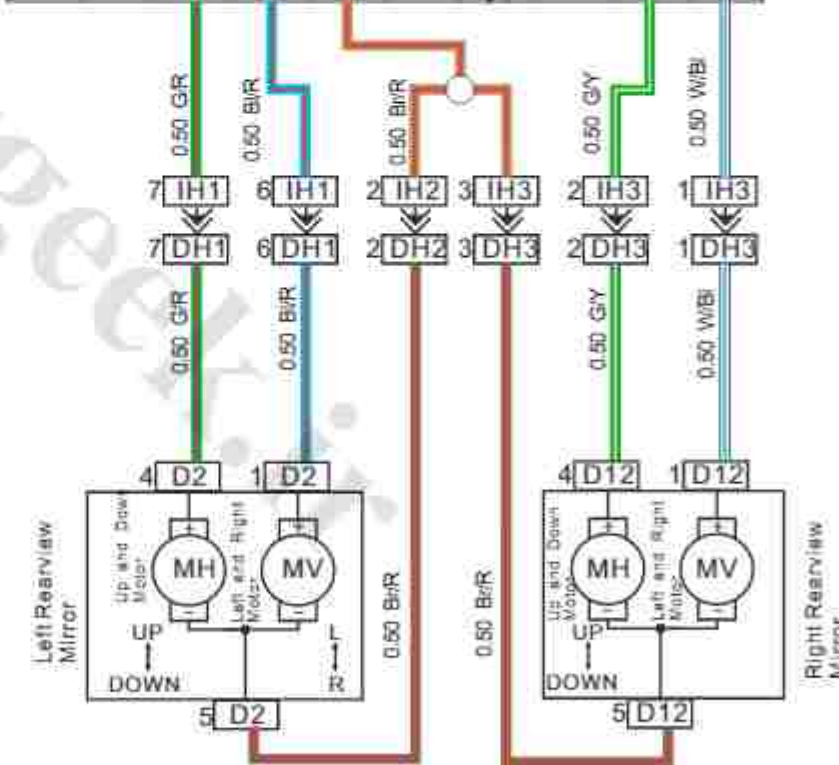 0.50 G/R
0.50 Bl/R
0.50 Br/R
0.50 G/Y
0.50 W/Bl
7 IH1
6 IH1
2 IH2
3 IH3
2 IH3
1 IH3
7 DH1
6 DH1
2 DH2
3 DH3
2 DH3
1 DH3
0.50 G/R
0.50 Bl/R
0.50 G/Y
0.50 W/Bl
4 D2
1 D2
4 D12
1 D12
Left Rearview
Mirror
Up and Down
Motor
+
MH
-
Left and Right
Motor
+
MV
-
UP
DOWN
L
R
5 D2
0.50 Br/R
0.50 Br/R
Up and Down
Motor
+
MH
-
Left and Right
Motor
+
MV
-
UP
DOWN
5 D12
Right Rearview
Mirror
geek.ir